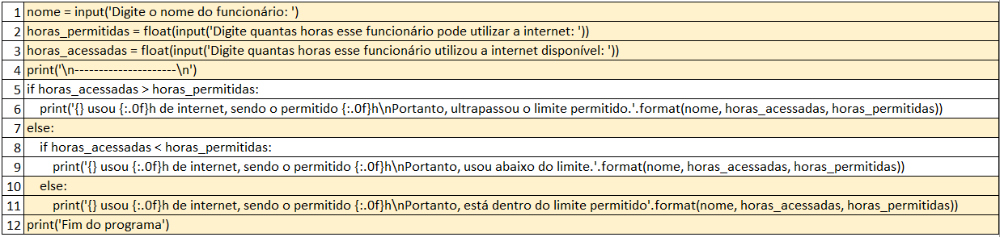 1 nome = input('Digite o nome do funcionário: ')
2 horas_permitidas = float(input('Digite quantas horas esse funcionário pode utilizar a internet: '))
3 horas_acessadas = float(input('Digite quantas horas esse funcionário utilizou a internet disponível: '))
4 print('\n---------------------\n')
5 if horas_acessadas > horas_permitidas:
6     print('{} usou {:.0f}h de internet, sendo o permitido {:.0f}h\nPortanto, ultrapassou o limite permitido.'.format(nome, horas_acessadas, horas_permitidas))
7 else:
8     if horas_acessadas < horas_permitidas:
9         print('{} usou {:.0f}h de internet, sendo o permitido {:.0f}h\nPortanto, usou abaixo do limite.'.format(nome, horas_acessadas, horas_permitidas))
10     else:
11         print('{} usou {:.0f}h de internet, sendo o permitido {:.0f}h\nPortanto, está dentro do limite permitido'.format(nome, horas_acessadas, horas_permitidas))
12 print('Fim do programa')